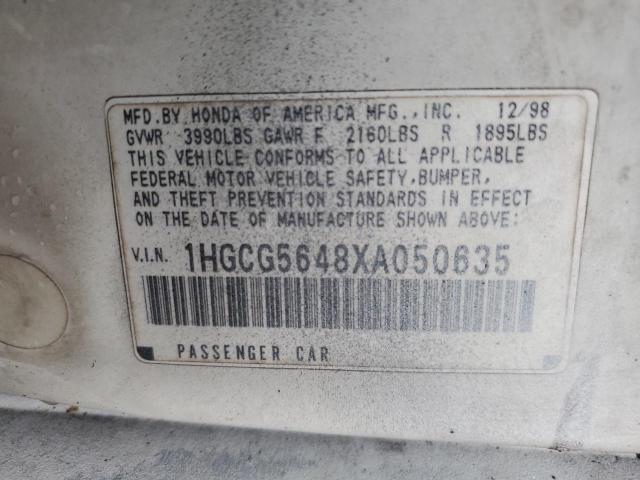 MFD.BY HONDA OF AMERICA MFG.,INC. 12/98
GVWR 3990LBS GAWR F 2160LBS R 1895LBS
THIS VEHICLE CONFORMS TO ALL APPLICABLE
FEDERAL MOTOR VEHICLE SAFETY,BUMPER,
AND THEFT PREVENTION STANDARDS IN EFFECT
ON THE DATE OF MANUFACTURE SHOWN ABOVE:
V.I.N. 1HGCG5648XA050635
PASSENGER CAR